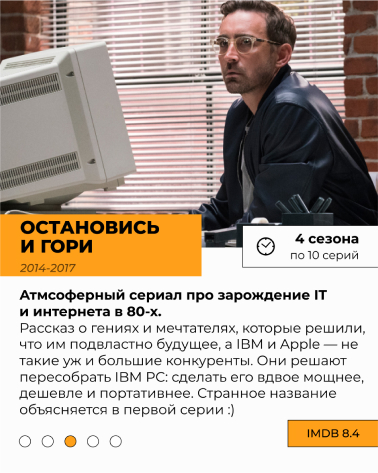 ОСТАНОВИСЬ
И ГОРИ
2014-2017
4 сезона
по 10 серий
Атмсоферный сериал про зарождение IT
и интернета в 80-х.
Рассказ о гениях и мечтателях, которые решили,
что им подвластно будущее, а IBM и Apple — не
такие уж и большие конкуренты. Они решают
пересобрать IBM PC: сделать его вдвое мощнее,
дешевле и портативнее. Странное название
объясняется в первой серии :)
IMDB 8.4